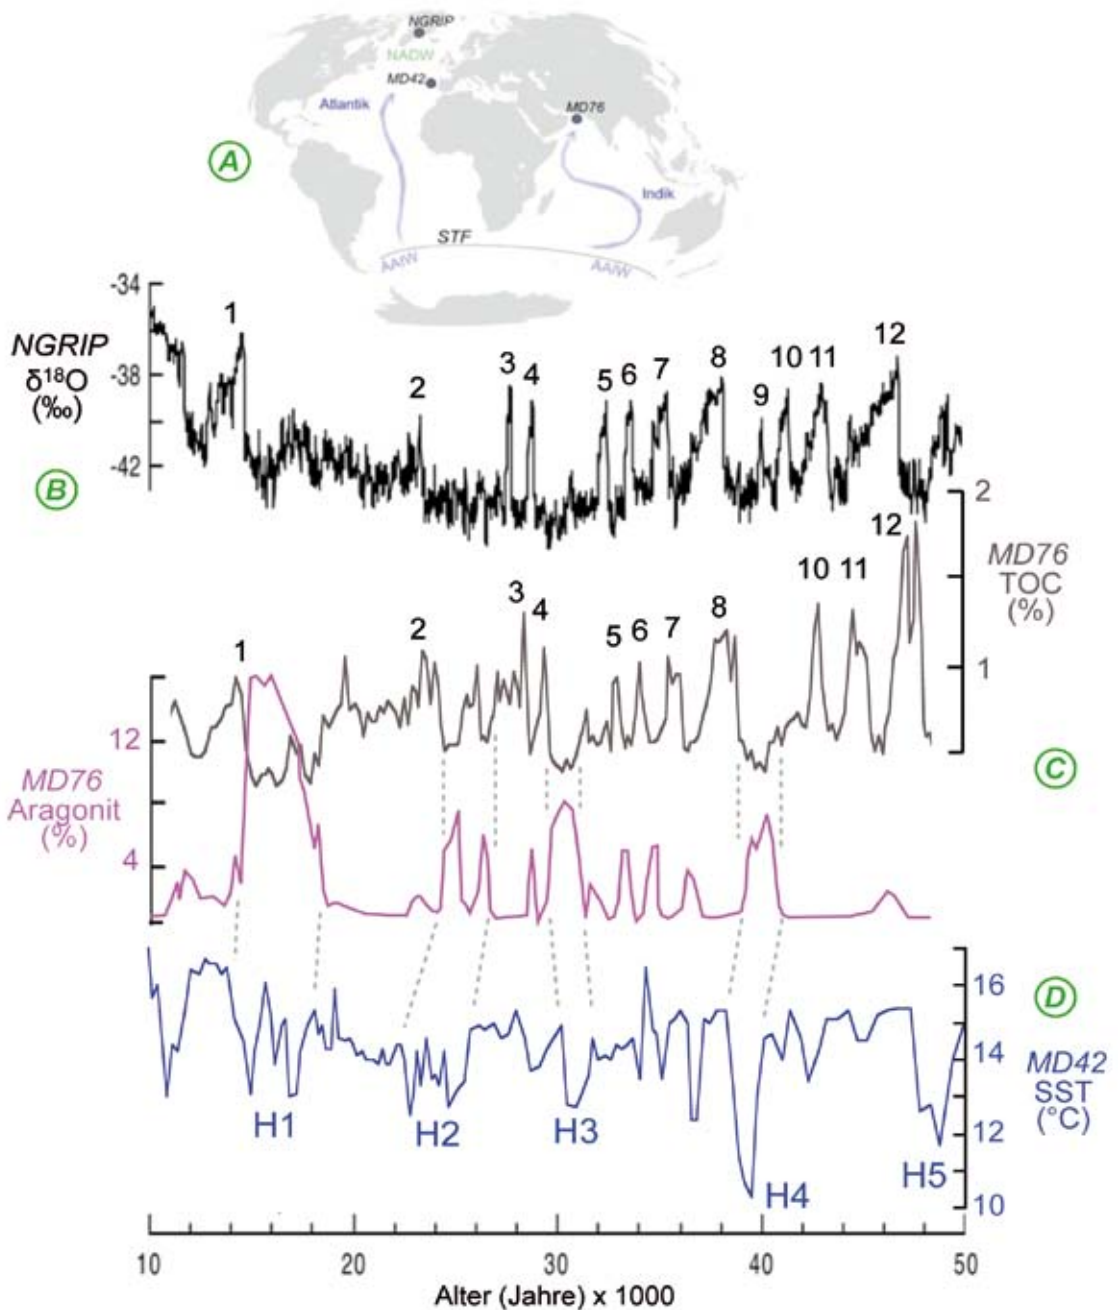 NGRIP
NADW
MD42
Atlantik
MD76
A
Indik
STF
AAIW
AAIW
-34
-38
-42
NGRIP
δ¹⁸O
(‰)
B
1
2
3
4
5
6
7
8
9
10
11
12
2
1
MD76
TOC
(%)
C
1
2
3
4
5
6
7
8
10
11
12
12
4
MD76
Aragonit
(%)
D
16
14
12
10
MD42
SST
(°C)
H1
H2
H3
H4
H5
10 20 30 40 50
Alter (Jahre) x 1000